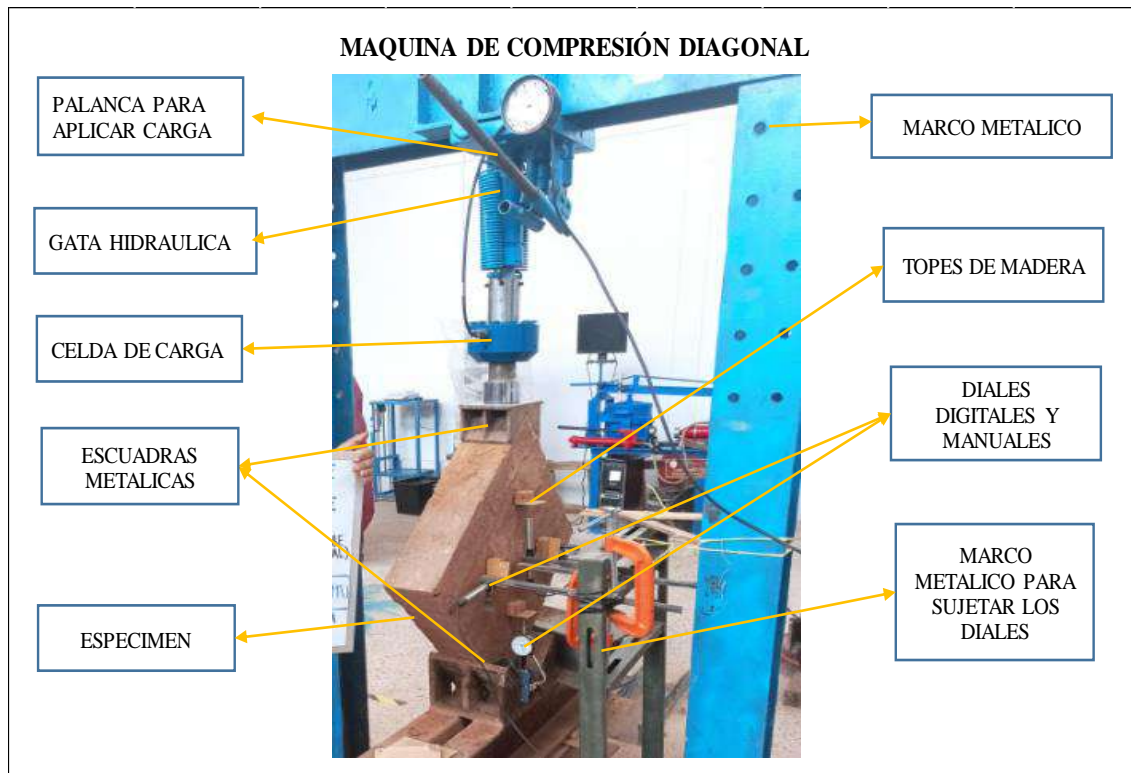 MAQUINA DE COMPRESIÓN DIAGONAL
PALANCA PARA
APLICAR CARGA
GATA HIDRAULICA
CELDA DE CARGA
ESCUADRAS
METALICAS
ESPECIMEN
MARCO METALICO
TOPES DE MADERA
DIALES
DIGITALES Y
MANUALES
MARCO
METALICO PARA
SUJETAR LOS
DIALES